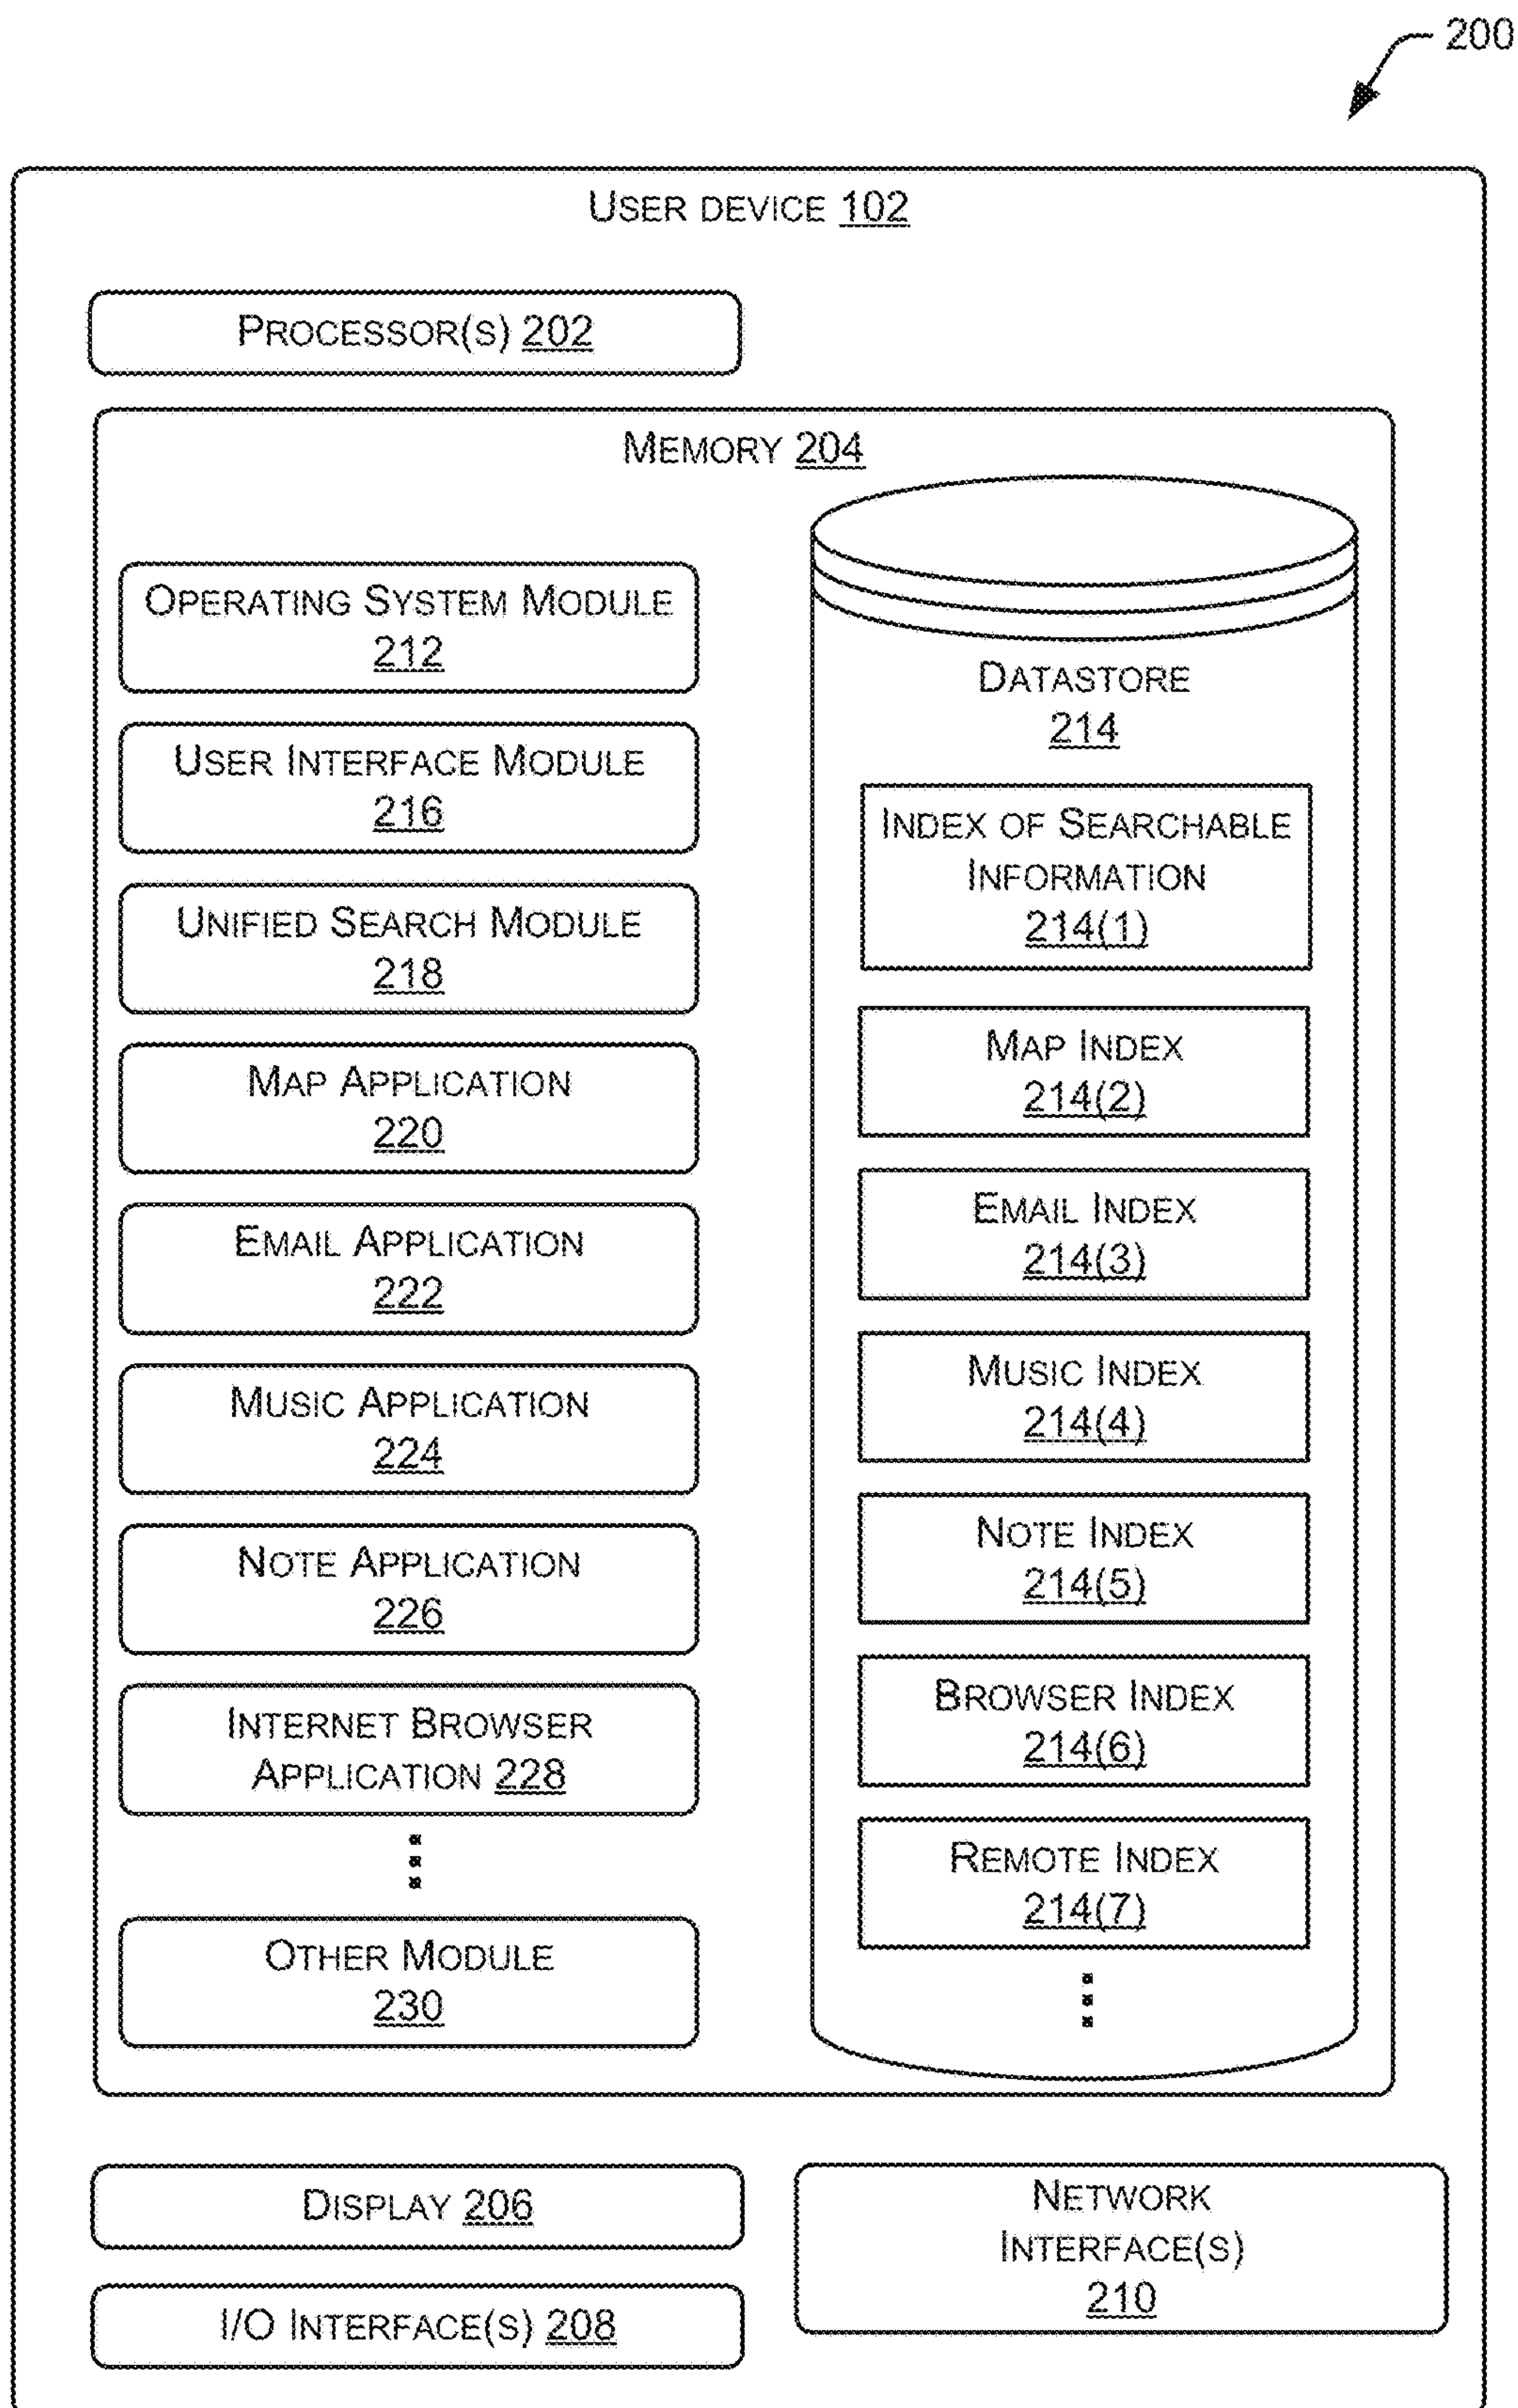 200
USER DEVICE 102
PROCESSOR(S) 202
MEMORY 204
OPERATING SYSTEM MODULE
212
USER INTERFACE MODULE
216
UNIFIED SEARCH MODULE
218
MAP APPLICATION
220
EMAIL APPLICATION
222
MUSIC APPLICATION
224
NOTE APPLICATION
226
INTERNET BROWSER
APPLICATION 228
OTHER MODULE
230
DATASTORE
214
INDEX OF SEARCHABLE
INFORMATION
214(1)
MAP INDEX
214(2)
EMAIL INDEX
214(3)
MUSIC INDEX
214(4)
NOTE INDEX
214(5)
BROWSER INDEX
214(6)
REMOTE INDEX
214(7)
DISPLAY 206
I/O INTERFACE(S) 208
NETWORK
INTERFACE(S)
210